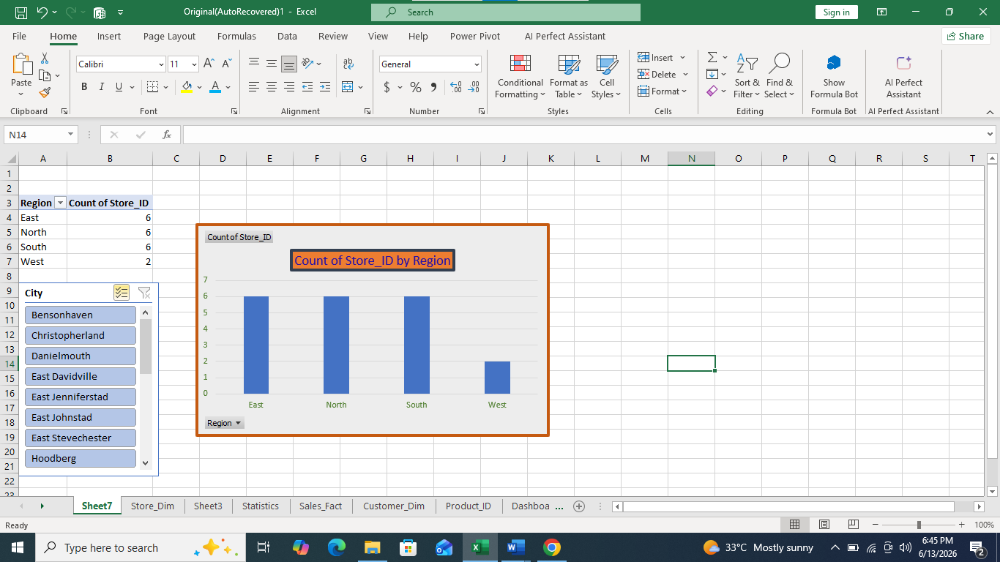 Original(AutoRecovered)1 - Excel
Search
Sign in
File Home Insert Page Layout Formulas Data Review View Help Power Pivot AI Perfect Assistant
Share
Paste
Clipboard
Calibri 11
B I U A
Font
ab
Alignment
General
$ % 9
Number
Conditional Formatting
Format as Table
Cell Styles
Styles
Insert
Delete
Format
Cells
Sort & Filter
Find & Select
Editing
Show Formula Bot
Formula Bot
AI Perfect Assistant
AI Perfect Assistant
N14
fx
A B C D E F G H I J K L M N O P Q R S T
1
2
3 Region Count of Store_ID
4 East 6
5 North 6
6 South 6
7 West 2
8
9
10
11
12
13
14
15
16
17
18
19
20
21
22
23
City
Bensonhaven
Christopherland
Danielmouth
East Davidville
East Jenniferstad
East Johnstad
East Stevechester
Hoodberg
Count of Store_ID
Count of Store_ID by Region
7
6
5
4
3
2
1
0
East North South West
Region
Sheet7 Store_Dim Sheet3 Statistics Sales_Fact Customer_Dim Product_ID Dashboa ...
Ready
100%
Type here to search
33°C Mostly sunny
6:45 PM
6/13/2026
2